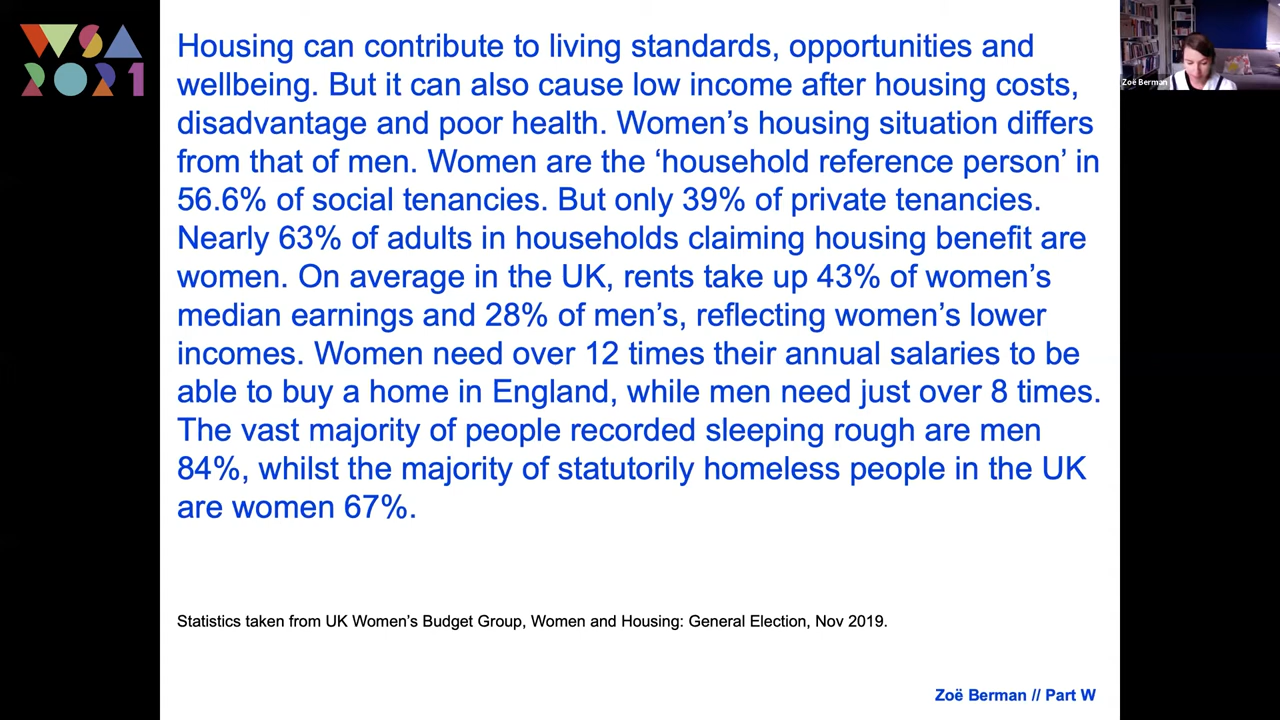 WSA
2021
Housing can contribute to living standards, opportunities and
wellbeing. But it can also cause low income after housing costs,
disadvantage and poor health. Women’s housing situation differs
from that of men. Women are the ‘household reference person’ in
56.6% of social tenancies. But only 39% of private tenancies.
Nearly 63% of adults in households claiming housing benefit are
women. On average in the UK, rents take up 43% of women’s
median earnings and 28% of men’s, reflecting women’s lower
incomes. Women need over 12 times their annual salaries to be
able to buy a home in England, while men need just over 8 times.
The vast majority of people recorded sleeping rough are men
84%, whilst the majority of statutorily homeless people in the UK
are women 67%.
Statistics taken from UK Women’s Budget Group, Women and Housing: General Election, Nov 2019.
Zoë Berman // Part W
Zoë Berman